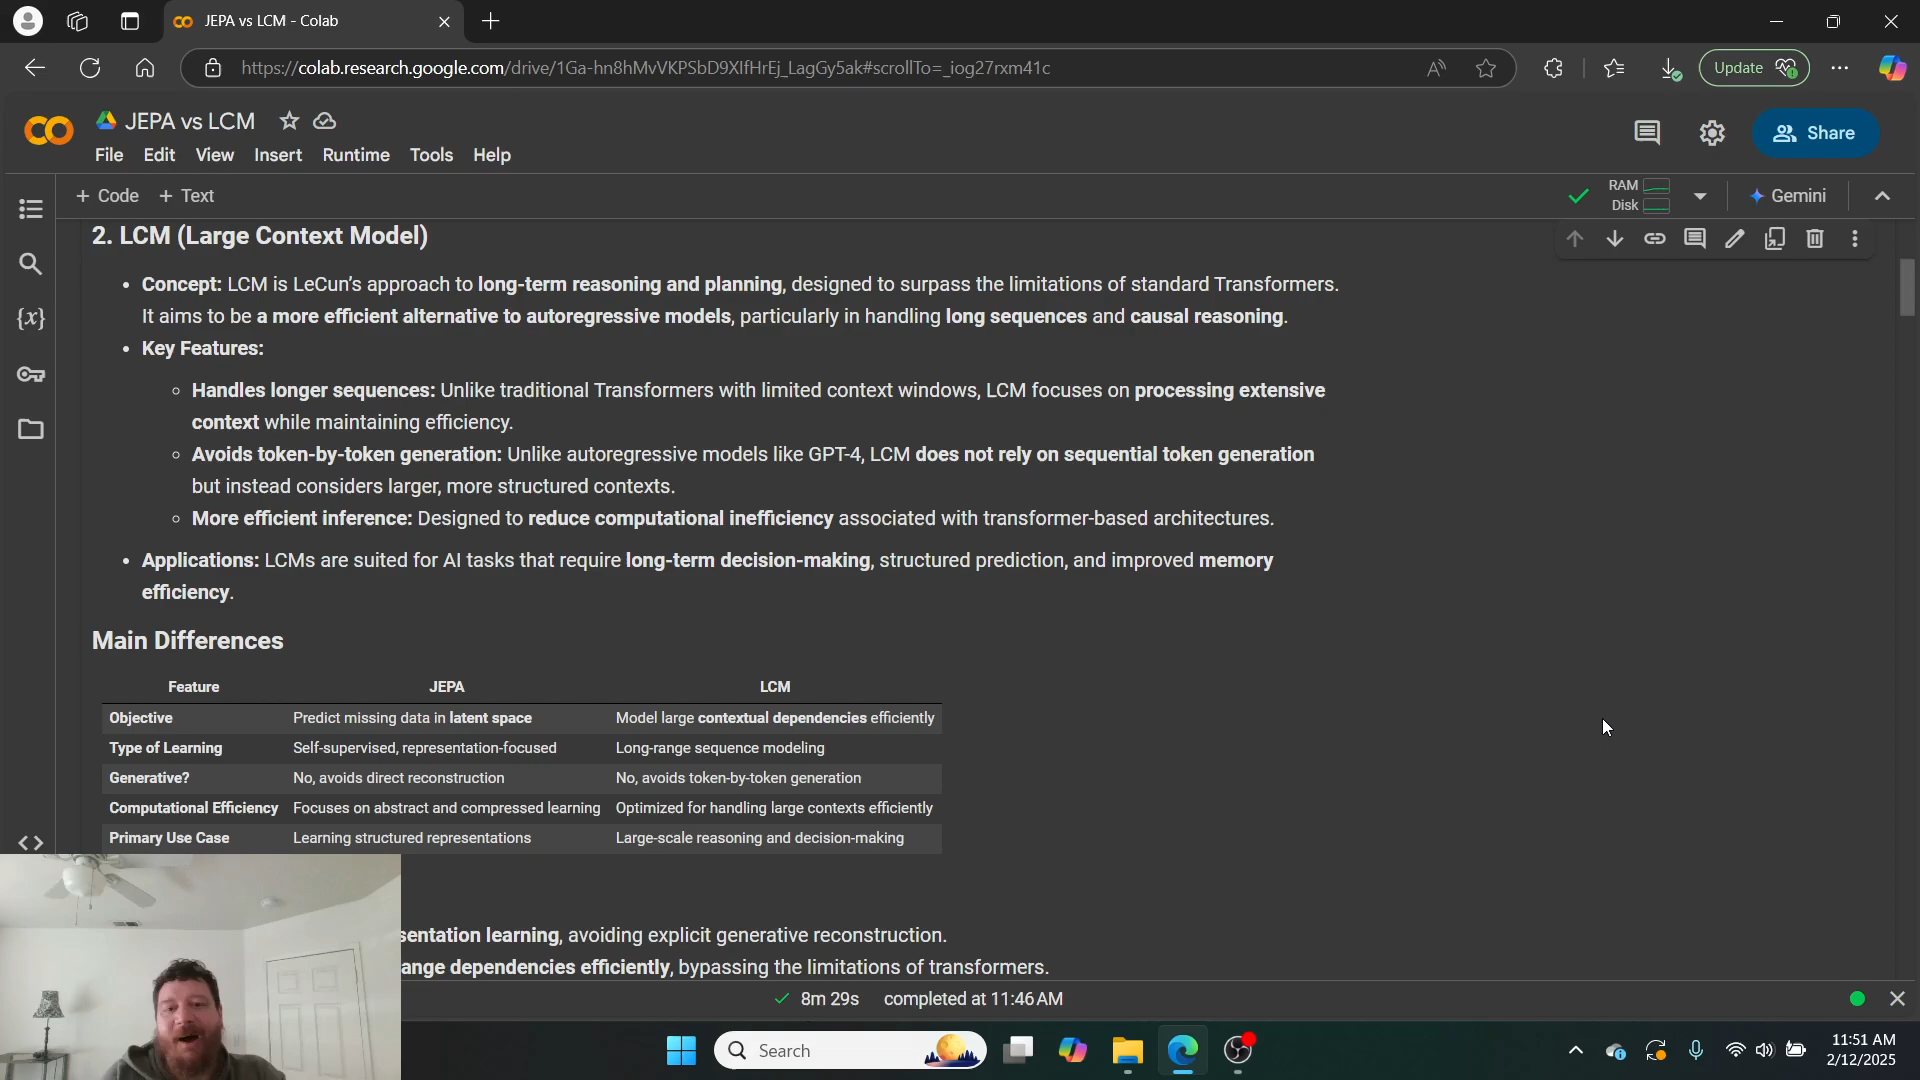 JEPA vs LCM - Colab
https://colab.research.google.com/drive/1Ga-hn8hMvVKPSbD9XIfHrEj_LagGy5ak#scrollTo=_iog27rxm41c
Update
JEPA vs LCM
File Edit View Insert Runtime Tools Help
Share
+ Code + Text
RAM
Disk
Gemini
2. LCM (Large Context Model)
• Concept: LCM is LeCun's approach to long-term reasoning and planning, designed to surpass the limitations of standard Transformers.
It aims to be a more efficient alternative to autoregressive models, particularly in handling long sequences and causal reasoning.
• Key Features:
◦ Handles longer sequences: Unlike traditional Transformers with limited context windows, LCM focuses on processing extensive
context while maintaining efficiency.
◦ Avoids token-by-token generation: Unlike autoregressive models like GPT-4, LCM does not rely on sequential token generation
but instead considers larger, more structured contexts.
◦ More efficient inference: Designed to reduce computational inefficiency associated with transformer-based architectures.
• Applications: LCMs are suited for AI tasks that require long-term decision-making, structured prediction, and improved memory
efficiency.
Main Differences
Feature JEPA LCM
Objective Predict missing data in latent space Model large contextual dependencies efficiently
Type of Learning Self-supervised, representation-focused Long-range sequence modeling
Generative? No, avoids direct reconstruction No, avoids token-by-token generation
Computational Efficiency Focuses on abstract and compressed learning Optimized for handling large contexts efficiently
Primary Use Case Learning structured representations Large-scale reasoning and decision-making
sentation learning, avoiding explicit generative reconstruction.
ange dependencies efficiently, bypassing the limitations of transformers.
8m 29s completed at 11:46 AM
Search
11:51 AM
2/12/2025